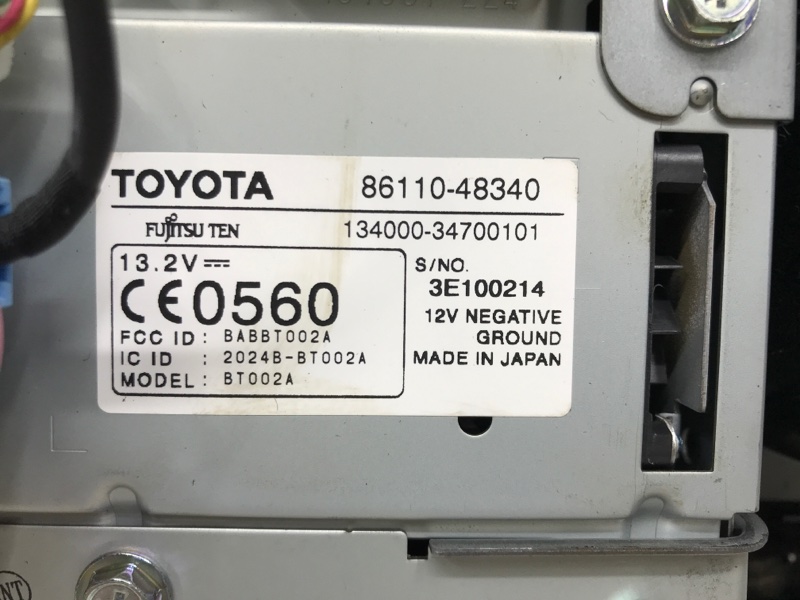 TOYOTA 86110-48340
FUJITSU TEN 134000-34700101
13.2V
CE0560
FCC ID : BABBT002A
IC ID : 2024B-BT002A
MODEL : BT002A
S/NO.
3E100214
12V NEGATIVE
GROUND
MADE IN JAPAN